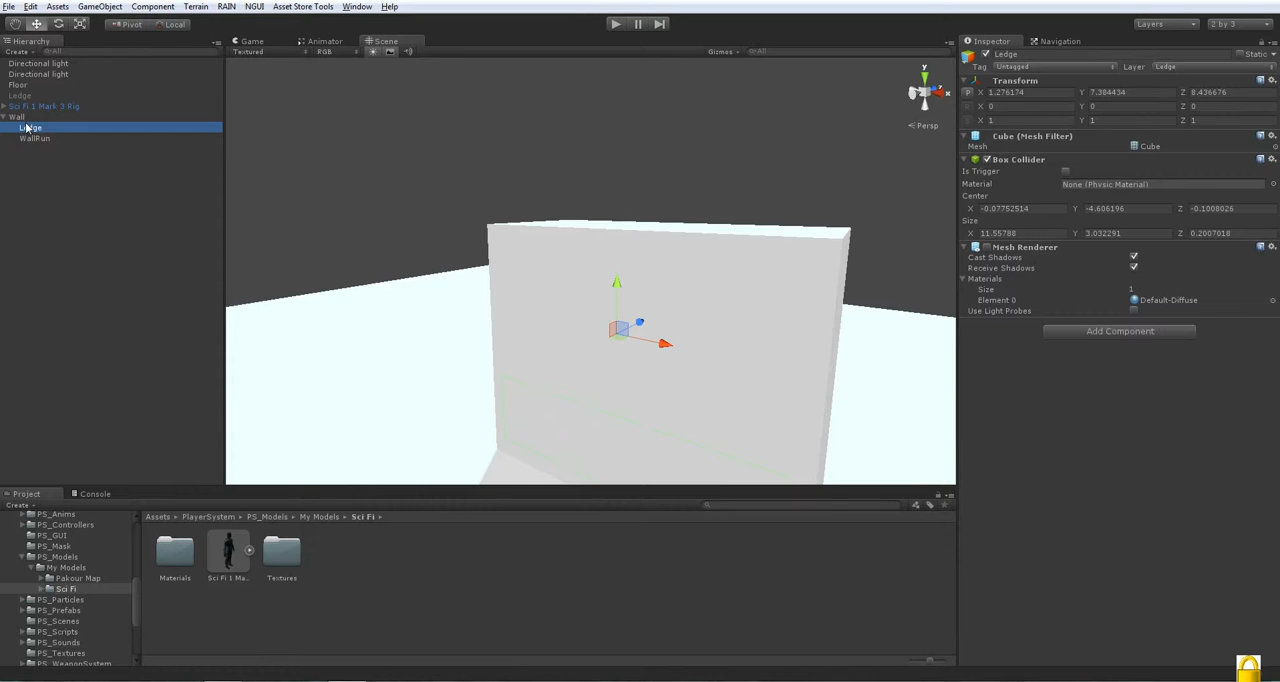 File Edit Assets GameObject Component Terrain RAIN NGUI Asset Store Tools Window Help
Pivot Local Layers 2 by 3
Hierarchy Game Animator Scene Inspector Navigation
Create All Textured RGB Gizmos All Ledge Static
Directional light
Directional light
Floor
Ledge
Sci Fi 1 Mark 3 Rig
Wall
Ledge
WallRun
y
x
Persp
Tag Untagged Layer Ledge
Transform
P X 1.276174 Y 7.384434 Z 8.436676
X 0 Y 0 Z 0
X 1 Y 1 Z 1
Cube (Mesh Filter)
Mesh Cube
Box Collider
Is Trigger
Material None (Physic Material)
Center
X -0.07752514 Y -4.606196 Z -0.1008026
Size
X 11.55788 Y 3.032291 Z 0.2007018
Mesh Renderer
Cast Shadows
Receive Shadows
Materials
Size 1
Element 0 Default-Diffuse
Use Light Probes
Add Component
Project Console
Create
PS_Anims
PS_Controllers
PS_GUI
PS_Mask
PS_Models
My Models
Pakour Map
Sci Fi
PS_Particles
PS_Prefabs
PS_Scenes
PS_Scripts
PS_Sounds
PS_Textures
PS_WeaponSystem
Assets PlayerSystem PS_Models My Models Sci Fi
Materials Sci Fi 1 Ma... Textures